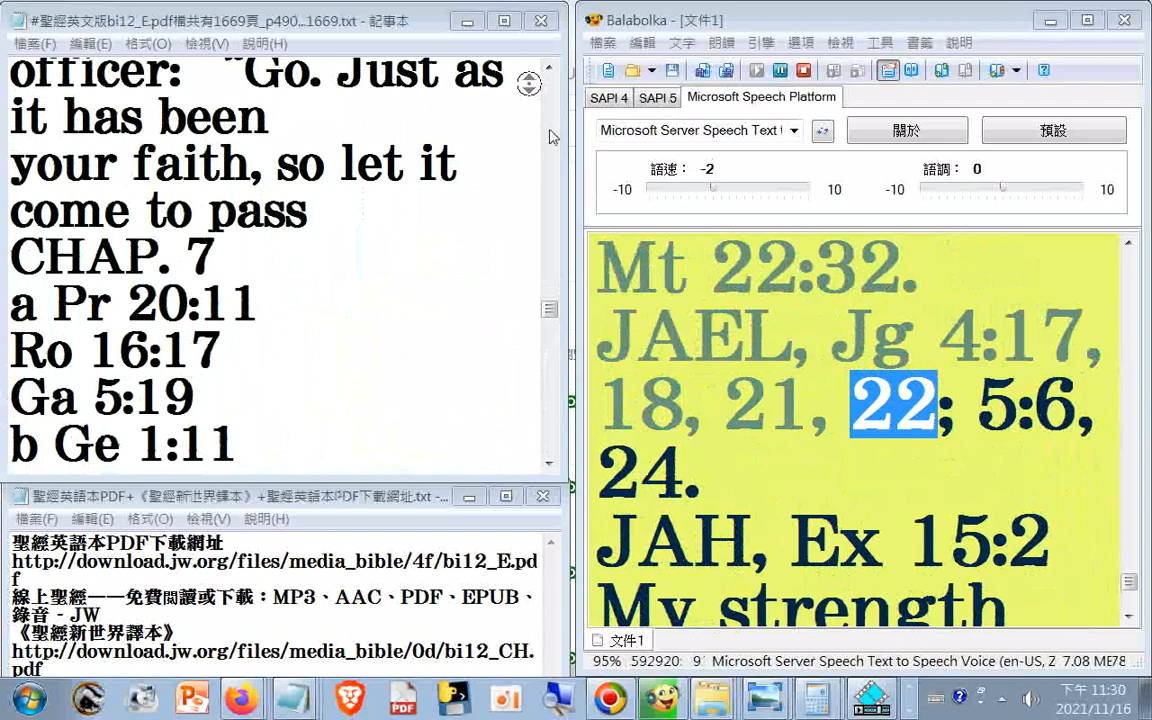 #聖經英文版bi12_E.pdf檔共有1669頁_p490...1669.txt - 記事本
檔案(F) 編輯(E) 格式(O) 檢視(V) 說明(H)
officer: "Go. Just as
it has been
your faith, so let it
come to pass
CHAP. 7
a Pr 20:11
Ro 16:17
Ga 5:19
b Ge 1:11
聖經英語本PDF+《聖經新世界譯本》+聖經英語本PDF下載網址.txt -...
檔案(F) 編輯(E) 格式(O) 檢視(V) 說明(H)
聖經英語本PDF下載網址
http://download.jw.org/files/media_bible/4f/bi12_E.pd
f
線上聖經——免費閱讀或下載：MP3、AAC、PDF、EPUB、
錄音 - JW
《聖經新世界譯本》
http://download.jw.org/files/media_bible/0d/bi12_CH.
pdf
Balabolka - [文件1]
檔案 編輯 文字 朗讀 引擎 選項 檢視 工具 書籤 說明
SAPI 4 SAPI 5 Microsoft Speech Platform
Microsoft Server Speech Text 關於 預設
語速： -2 語調： 0
-10 10 -10 10
Mt 22:32.
JAEL, Jg 4:17,
18, 21, 22; 5:6,
24.
JAH, Ex 15:2
My strength
文件1
95% 592920: 9 Microsoft Server Speech Text to Speech Voice (en-US, Z 7.08 ME78
下午 11:30
2021/11/16